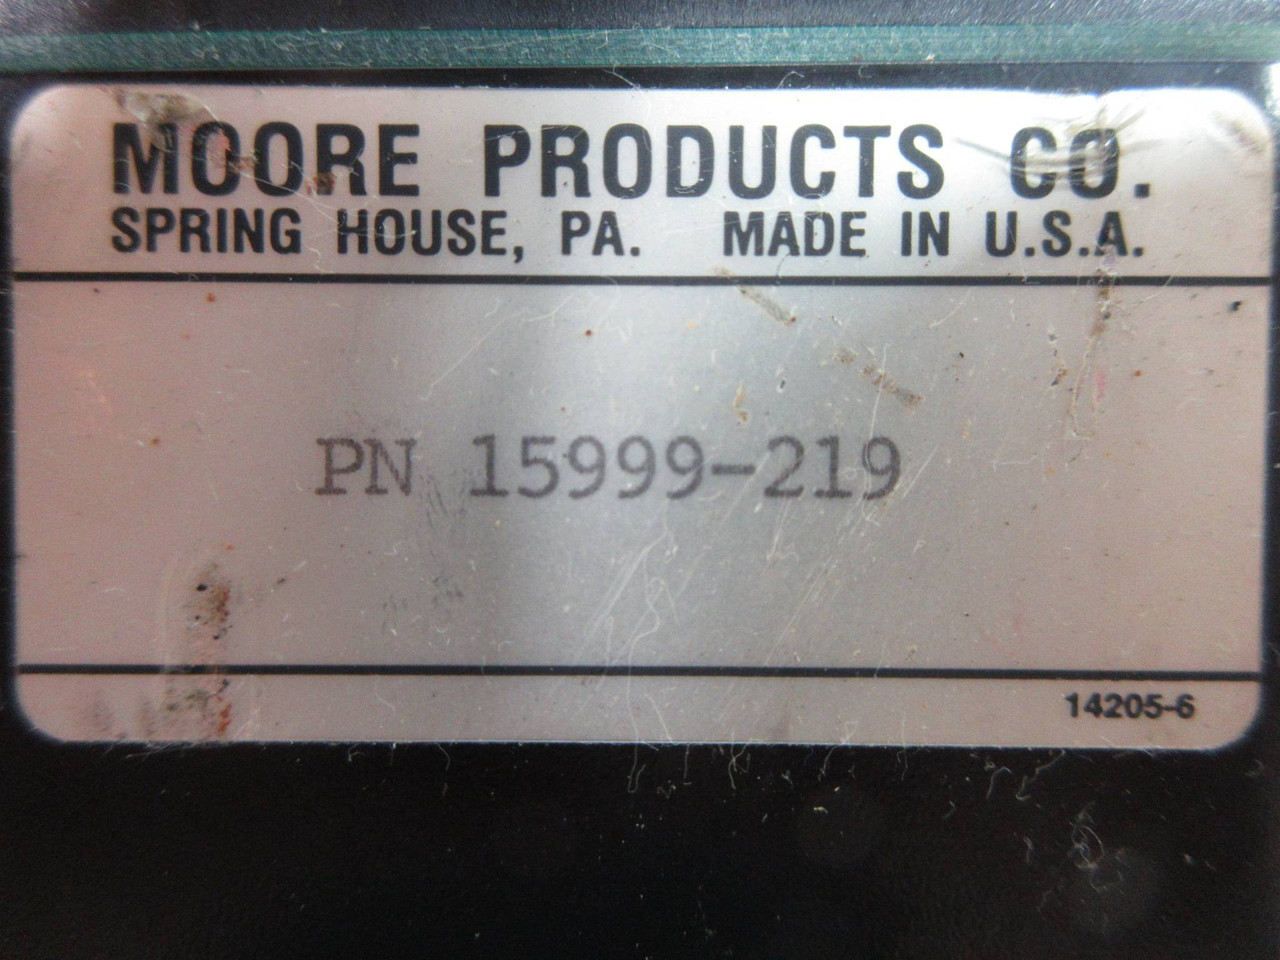 MOORE PRODUCTS CO.
SPRING HOUSE, PA. MADE IN U.S.A.
PN 15999-219
14205-6